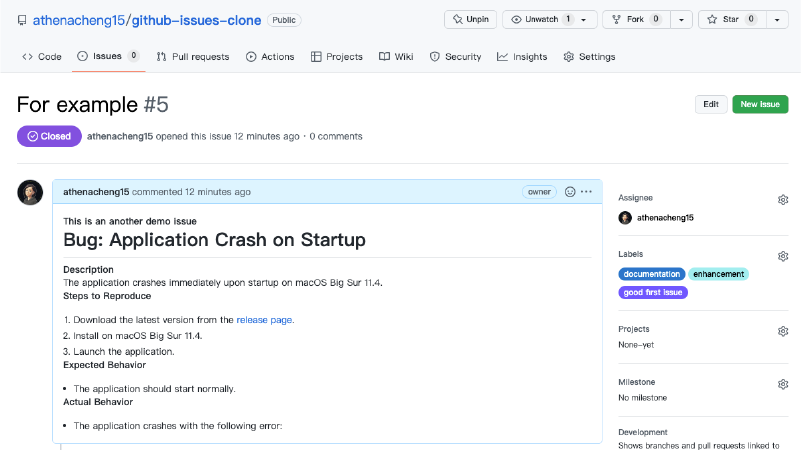 athenacheng15/github-issues-clone Public Unpin Unwatch 1 Fork 0 Star 0
Code Issues 0 Pull requests Actions Projects Wiki Security Insights Settings
For example #5 Edit New Issue
Closed athenacheng15 opened this issue 12 minutes ago · 0 comments
athenacheng15 commented 12 minutes ago owner
This is an another demo issue
Bug: Application Crash on Startup
Description
The application crashes immediately upon startup on macOS Big Sur 11.4.
Steps to Reproduce
1. Download the latest version from the release page.
2. Install on macOS Big Sur 11.4.
3. Launch the application.
Expected Behavior
• The application should start normally.
Actual Behavior
• The application crashes with the following error:
Assignee
athenacheng15
Labels
documentation enhancement
good first issue
Projects
None-yet
Milestone
No milestone
Development
Shows branches and pull requests linked to